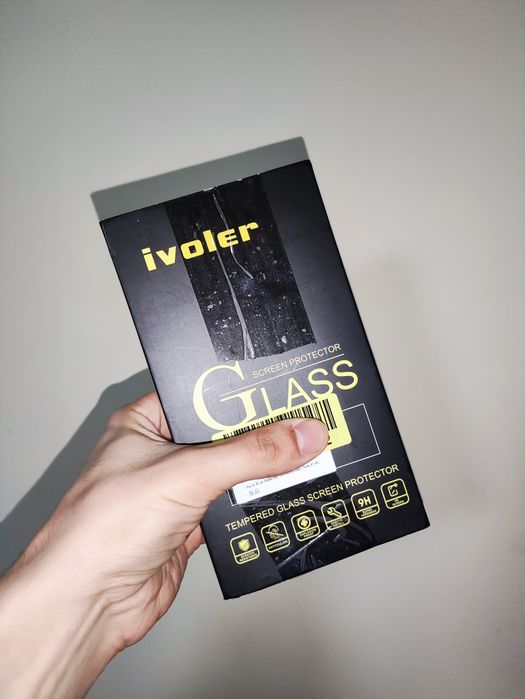 ivoler
SCREEN PROTECTOR
GLASS
TEMPERED GLASS SCREEN PROTECTOR
9H